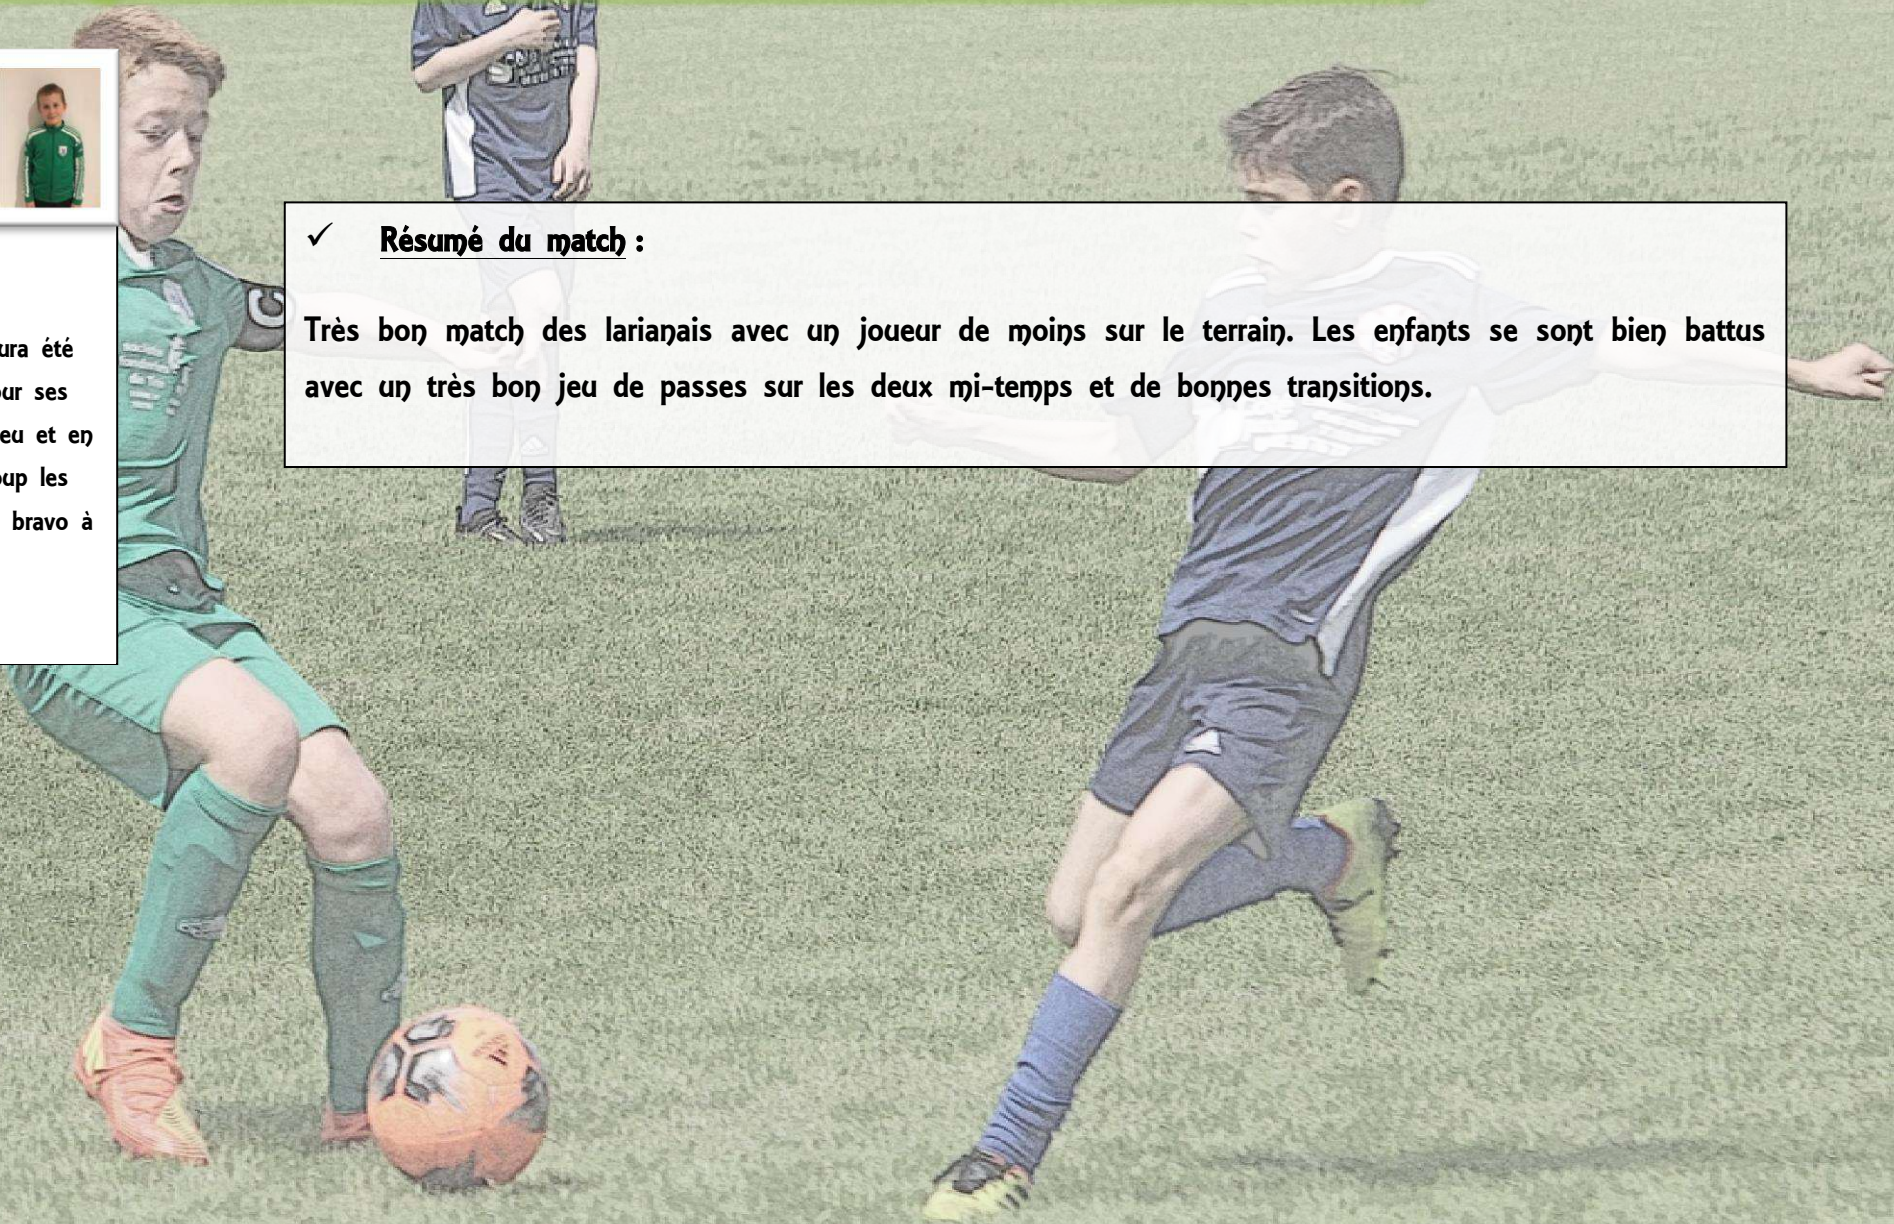 ✓ Résumé du match :
Très bon match des larianais avec un joueur de moins sur le terrain. Les enfants se sont bien battus
avec un très bon jeu de passes sur les deux mi-temps et de bonnes transitions.
ura été
ur ses
eu et en
up les
bravo à
C